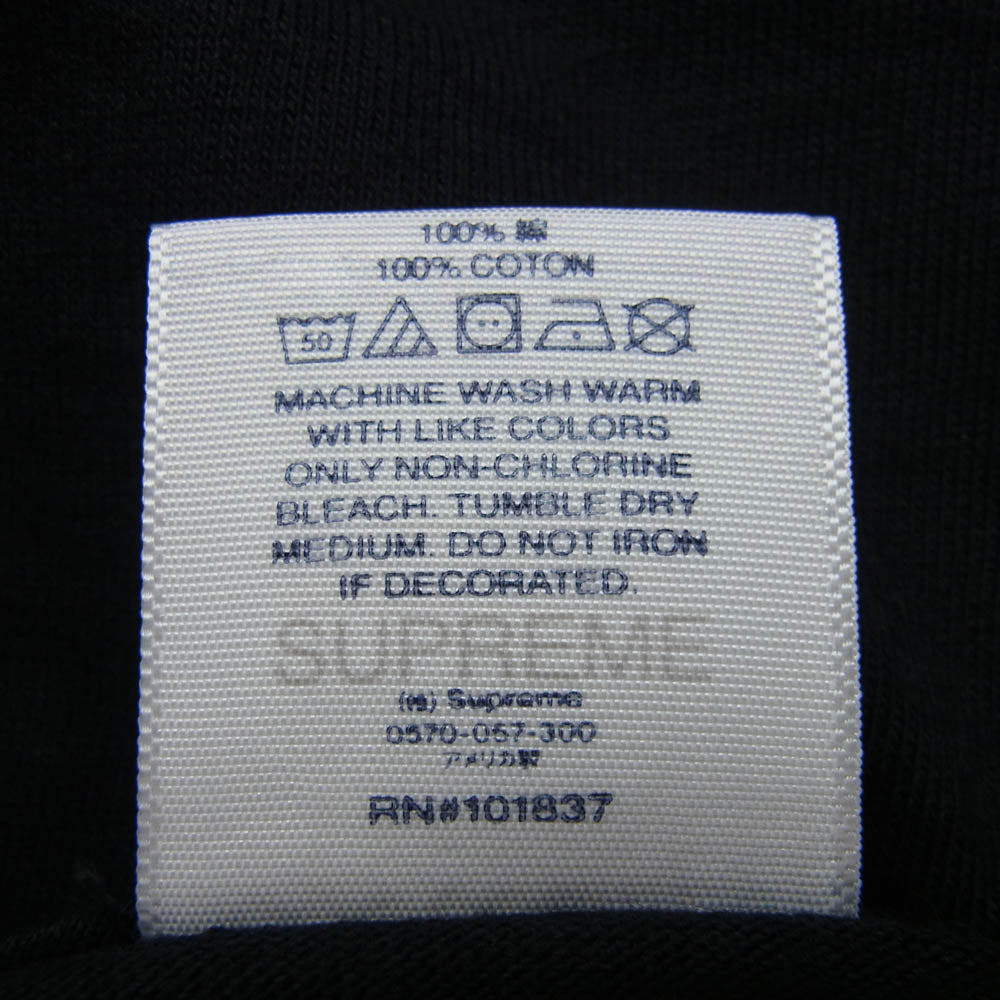 100% 綿
100% COTON
50
MACHINE WASH WARM
WITH LIKE COLORS
ONLY NON-CHLORINE
BLEACH. TUMBLE DRY
MEDIUM. DO NOT IRON
IF DECORATED.
SUPREME
(株) Supreme
0570-067-300
アメリカ製
RN#101837